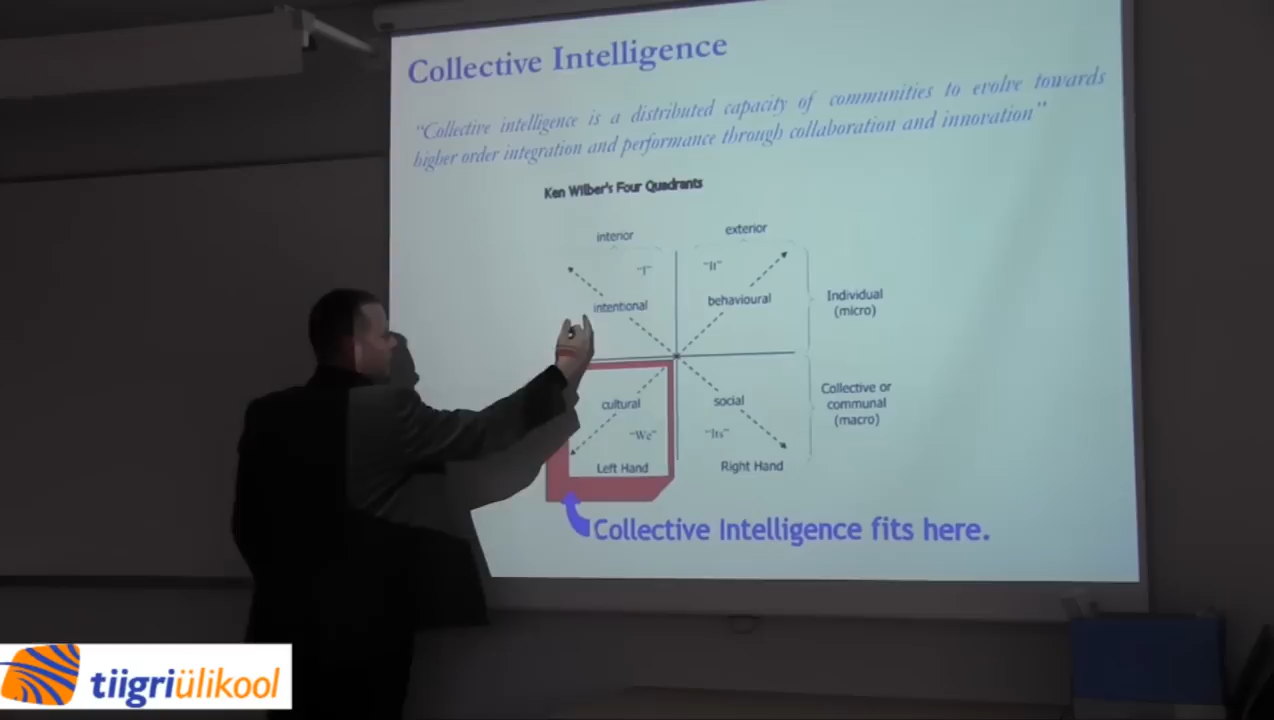 Collective Intelligence
"Collective intelligence is a distributed capacity of communities to evolve towards
higher order integration and performance through collaboration and innovation"
Ken Wilber's Four Quadrants
interior
exterior
"I"
"It"
intentional
behavioural
Individual
(micro)
cultural
social
Collective or
communal
(macro)
"We"
"Its"
Left Hand
Right Hand
Collective Intelligence fits here.
tiigriülikool